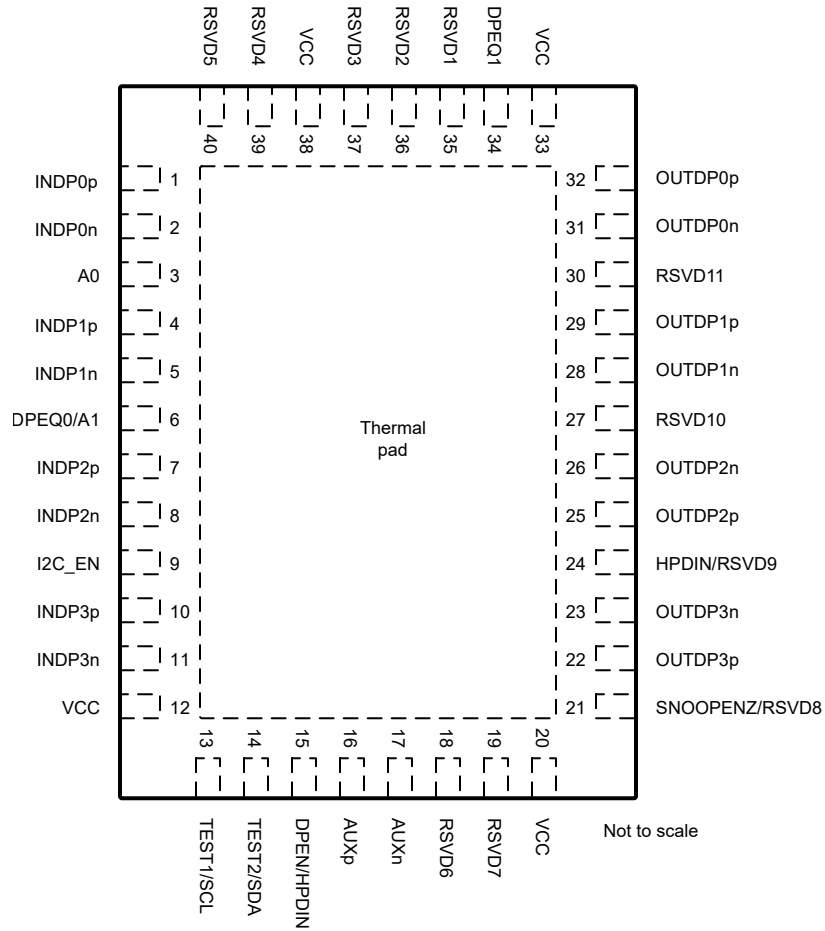 RSVD5
RSVD4
VCC
RSVD3
RSVD2
RSVD1
DPEQ1
VCC
40
39
38
37
36
35
34
33
INDP0p 1
INDP0n 2
A0 3
INDP1p 4
INDP1n 5
DPEQ0/A1 6
INDP2p 7
INDP2n 8
I2C_EN 9
INDP3p 10
INDP3n 11
VCC 12
Thermal
pad
32 OUTDP0p
31 OUTDP0n
30 RSVD11
29 OUTDP1p
28 OUTDP1n
27 RSVD10
26 OUTDP2n
25 OUTDP2p
24 HPDIN/RSVD9
23 OUTDP3n
22 OUTDP3p
21 SNOOPENZ/RSVD8
13
14
15
16
17
18
19
20
TEST1/SCL
TEST2/SDA
DPEN/HPDIN
AUXp
AUXn
RSVD6
RSVD7
VCC
Not to scale